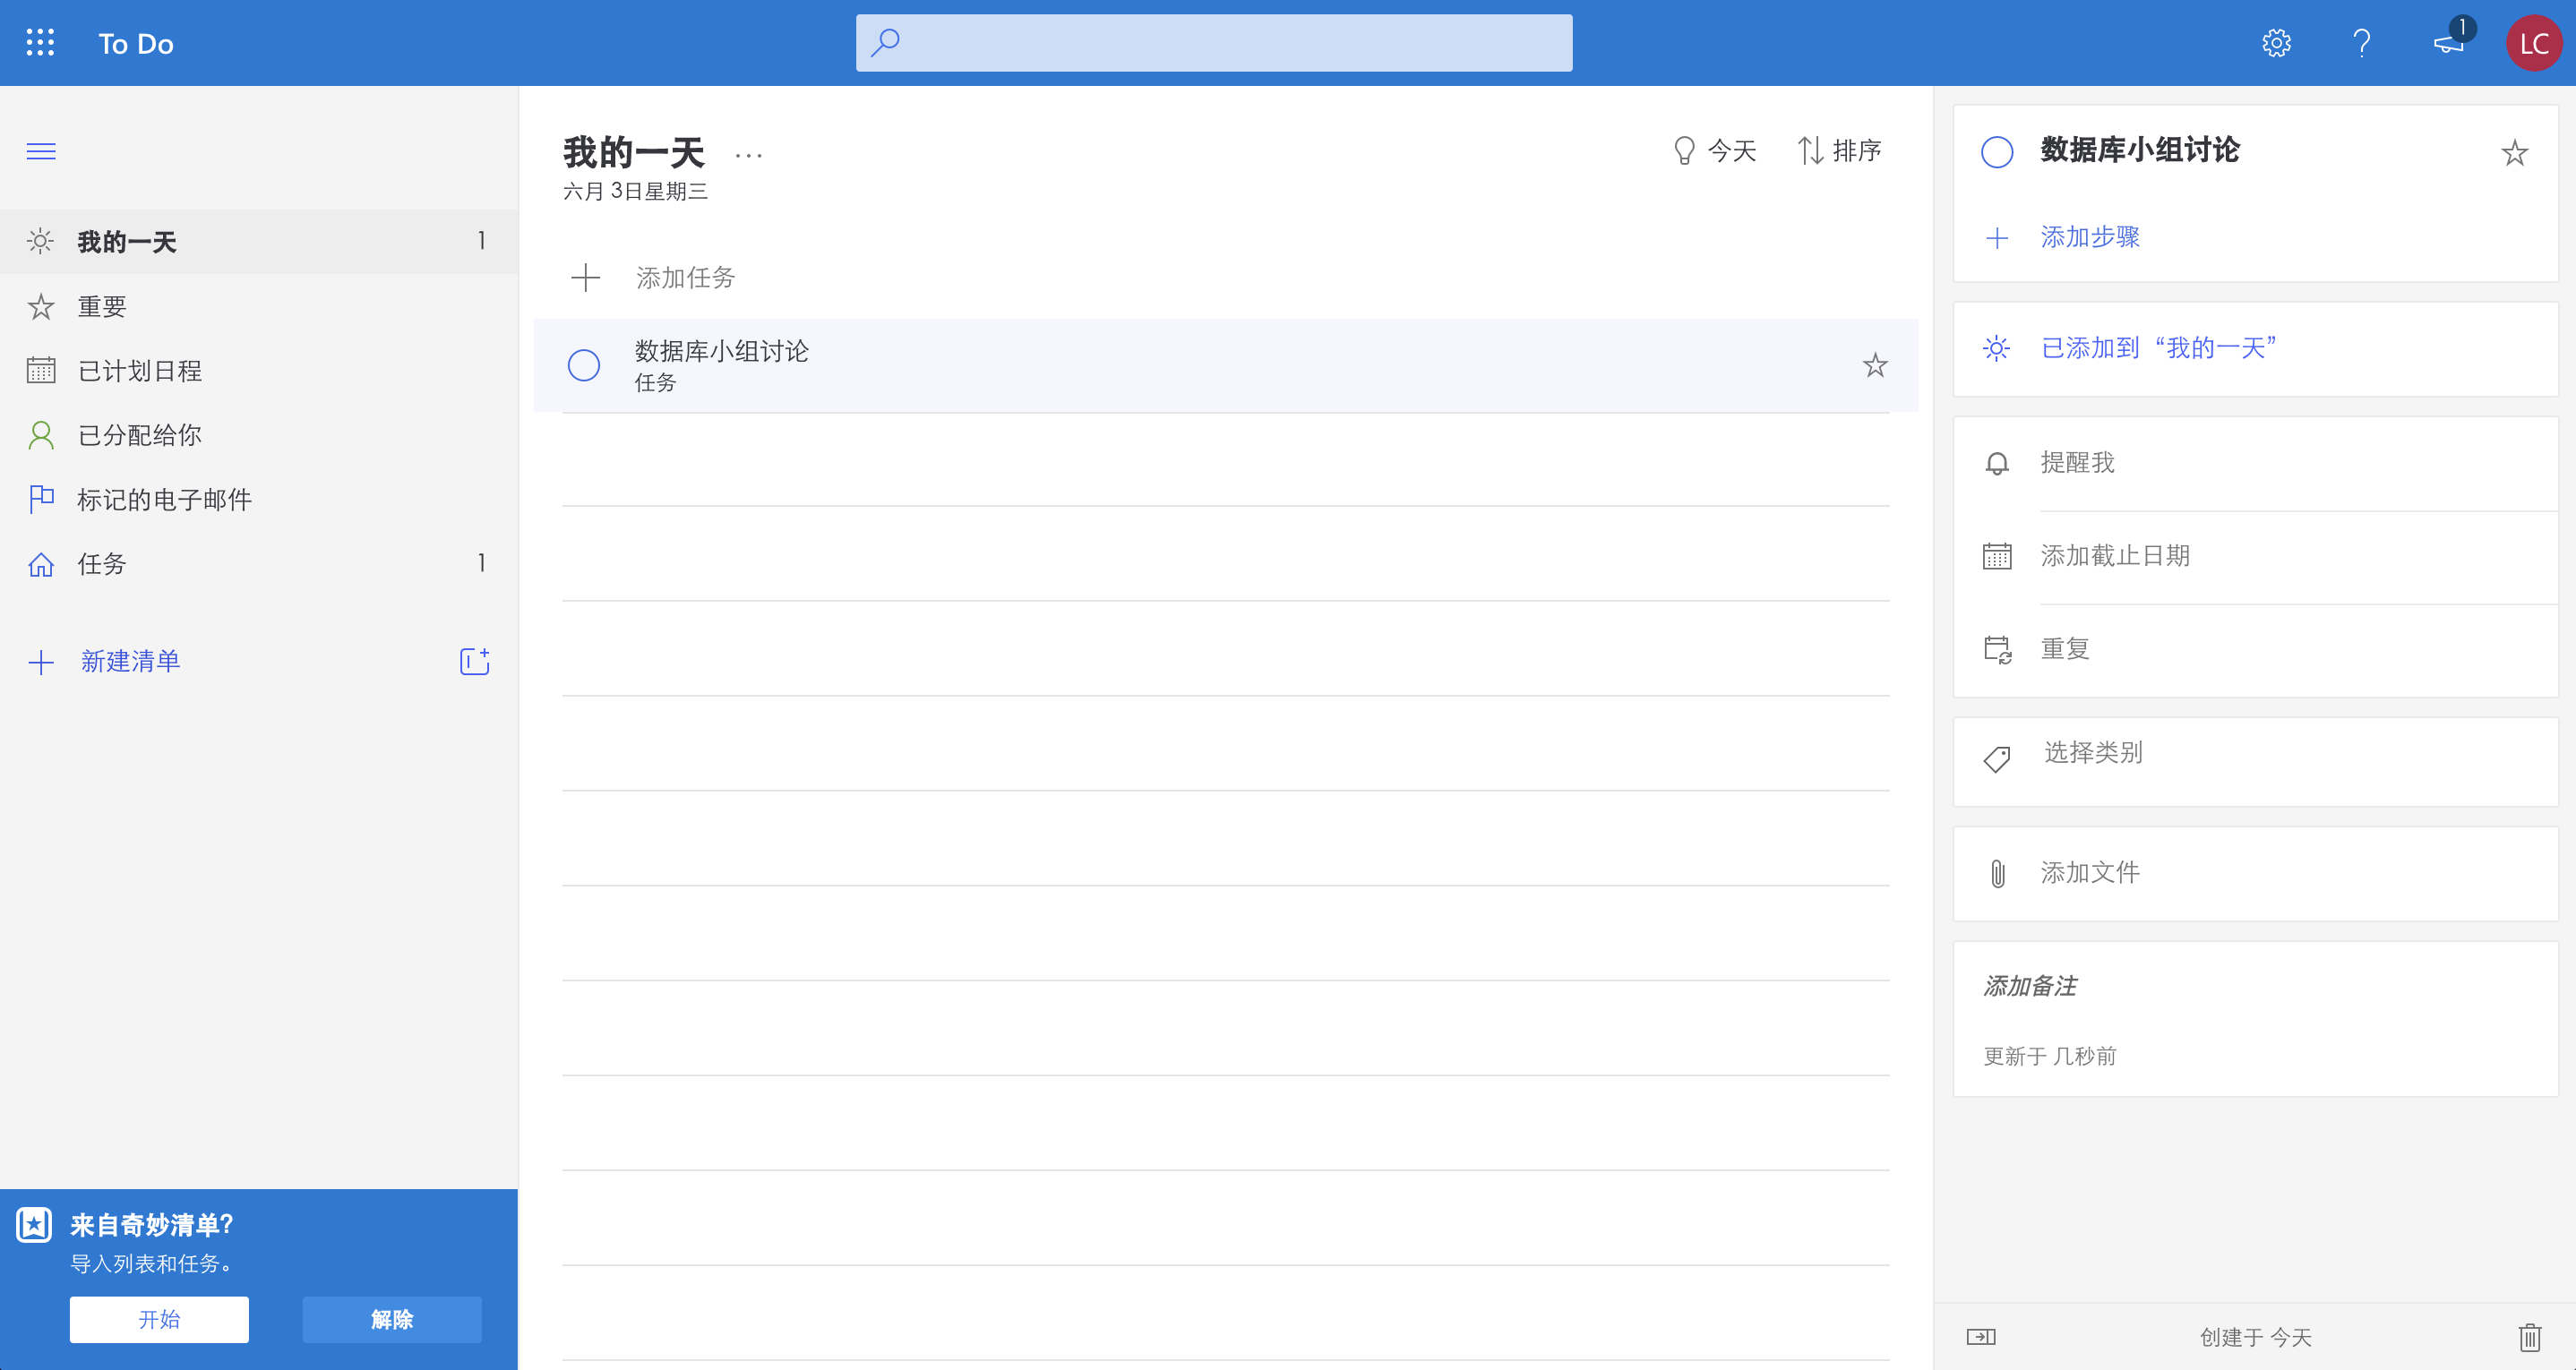 To Do
1
LC
我的一天
1
重要
已计划日程
已分配给你
标记的电子邮件
任务
1
新建清单
来自奇妙清单?
导入列表和任务。
开始
解除
我的一天
...
今天
排序
六月 3日星期三
添加任务
数据库小组讨论
任务
数据库小组讨论
添加步骤
已添加到“我的一天”
提醒我
添加截止日期
重复
选择类别
添加文件
添加备注
更新于 几秒前
创建于 今天